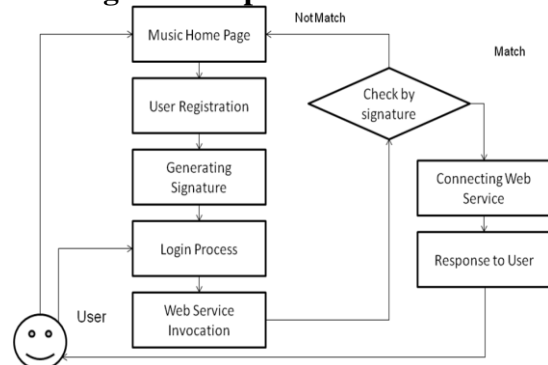 NotMatch
Music Home Page
Match
User Registration
Check by
signature
Generating
Signature
Connecting Web
Service
Login Process
Response to User
User
Web Service
Invocation